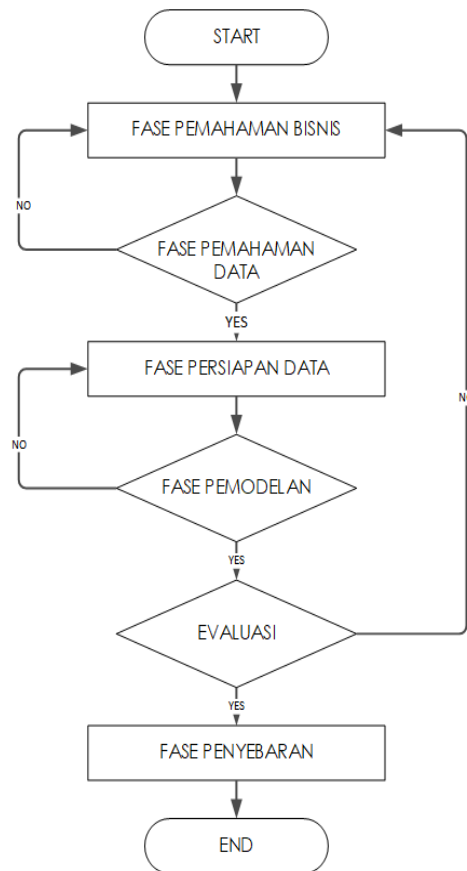 START
FASE PEMAHAMAN BISNIS
NO
FASE PEMAHAMAN
DATA
YES
FASE PERSIAPAN DATA
NO
NO
FASE PEMODELAN
YES
EVALUASI
YES
FASE PENYEBARAN
END